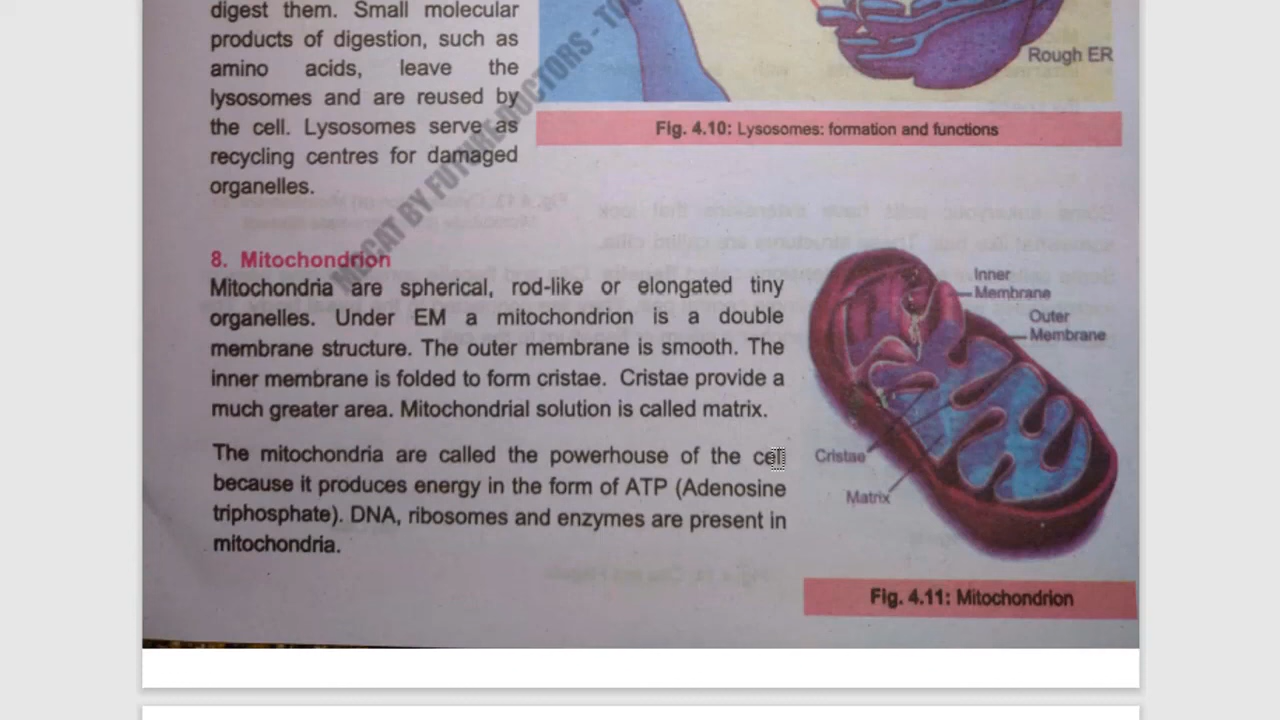 digest them. Small molecular
products of digestion, such as
amino acids, leave the
lysosomes and are reused by
the cell. Lysosomes serve as
recycling centres for damaged
organelles.
Rough ER
Fig. 4.10: Lysosomes: formation and functions
MDCAT BY FUTURE DOCTORS -
8. Mitochondrion
Mitochondria are spherical, rod-like or elongated tiny
organelles. Under EM a mitochondrion is a double
membrane structure. The outer membrane is smooth. The
inner membrane is folded to form cristae. Cristae provide a
much greater area. Mitochondrial solution is called matrix.
The mitochondria are called the powerhouse of the cell
because it produces energy in the form of ATP (Adenosine
triphosphate). DNA, ribosomes and enzymes are present in
mitochondria.
Inner
Membrane
Outer
Membrane
Cristae
Matrix
Fig. 4.11: Mitochondrion